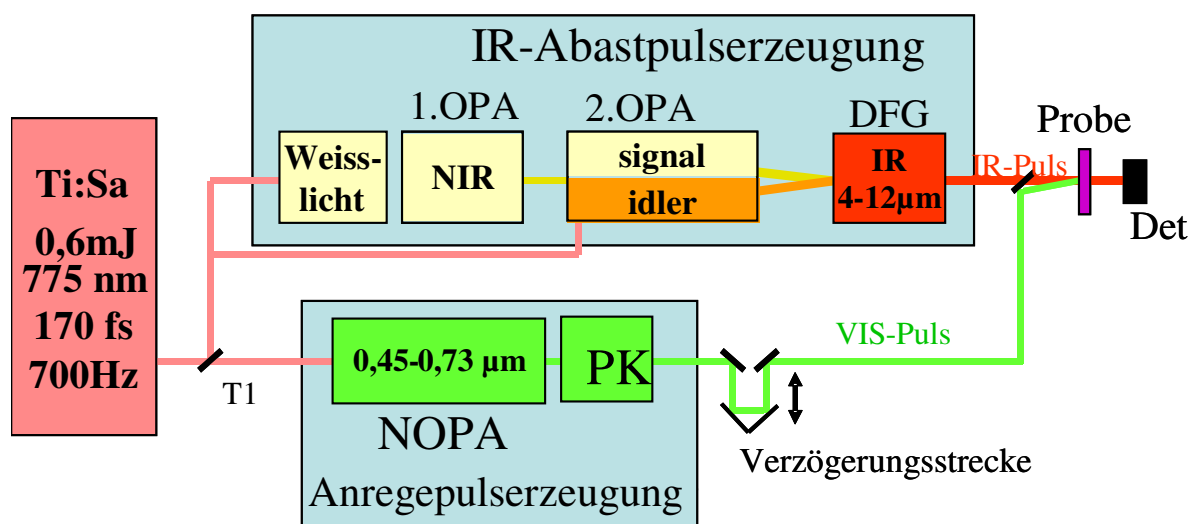 IR-Abastpulserzeugung
1.OPA
2.OPA
DFG
Probe
Weiss-
licht
NIR
signal
idler
IR
4-12µm
IR-Puls
Det
Ti:Sa
0,6mJ
775 nm
170 fs
700Hz
T1
0,45-0,73 µm
PK
VIS-Puls
NOPA
Anregepulserzeugung
Verzögerungsstrecke